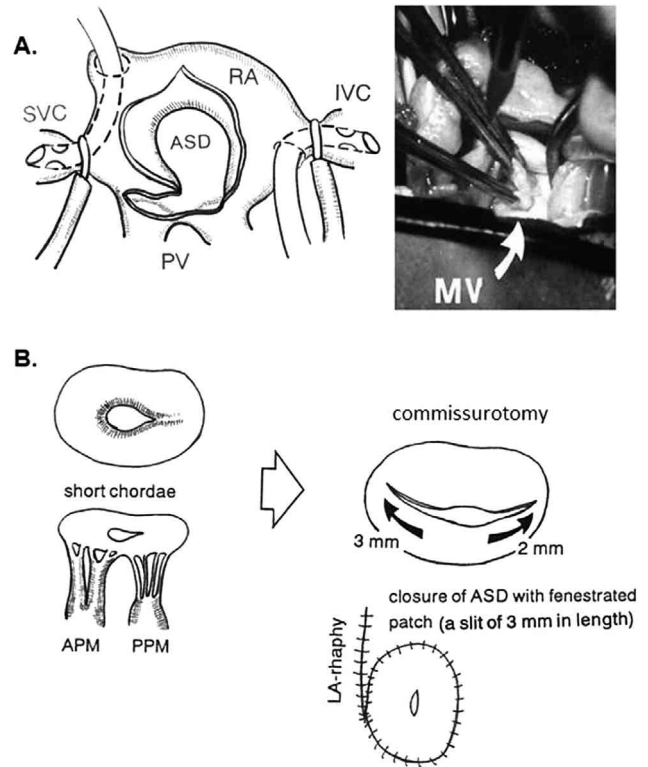 A.
RA
SVC
IVC
ASD
PV
MV
B.
commissurotomy
short chordae
3 mm
2 mm
closure of ASD with fenestrated
patch (a slit of 3 mm in length)
APM
PPM
LA-rhaphy